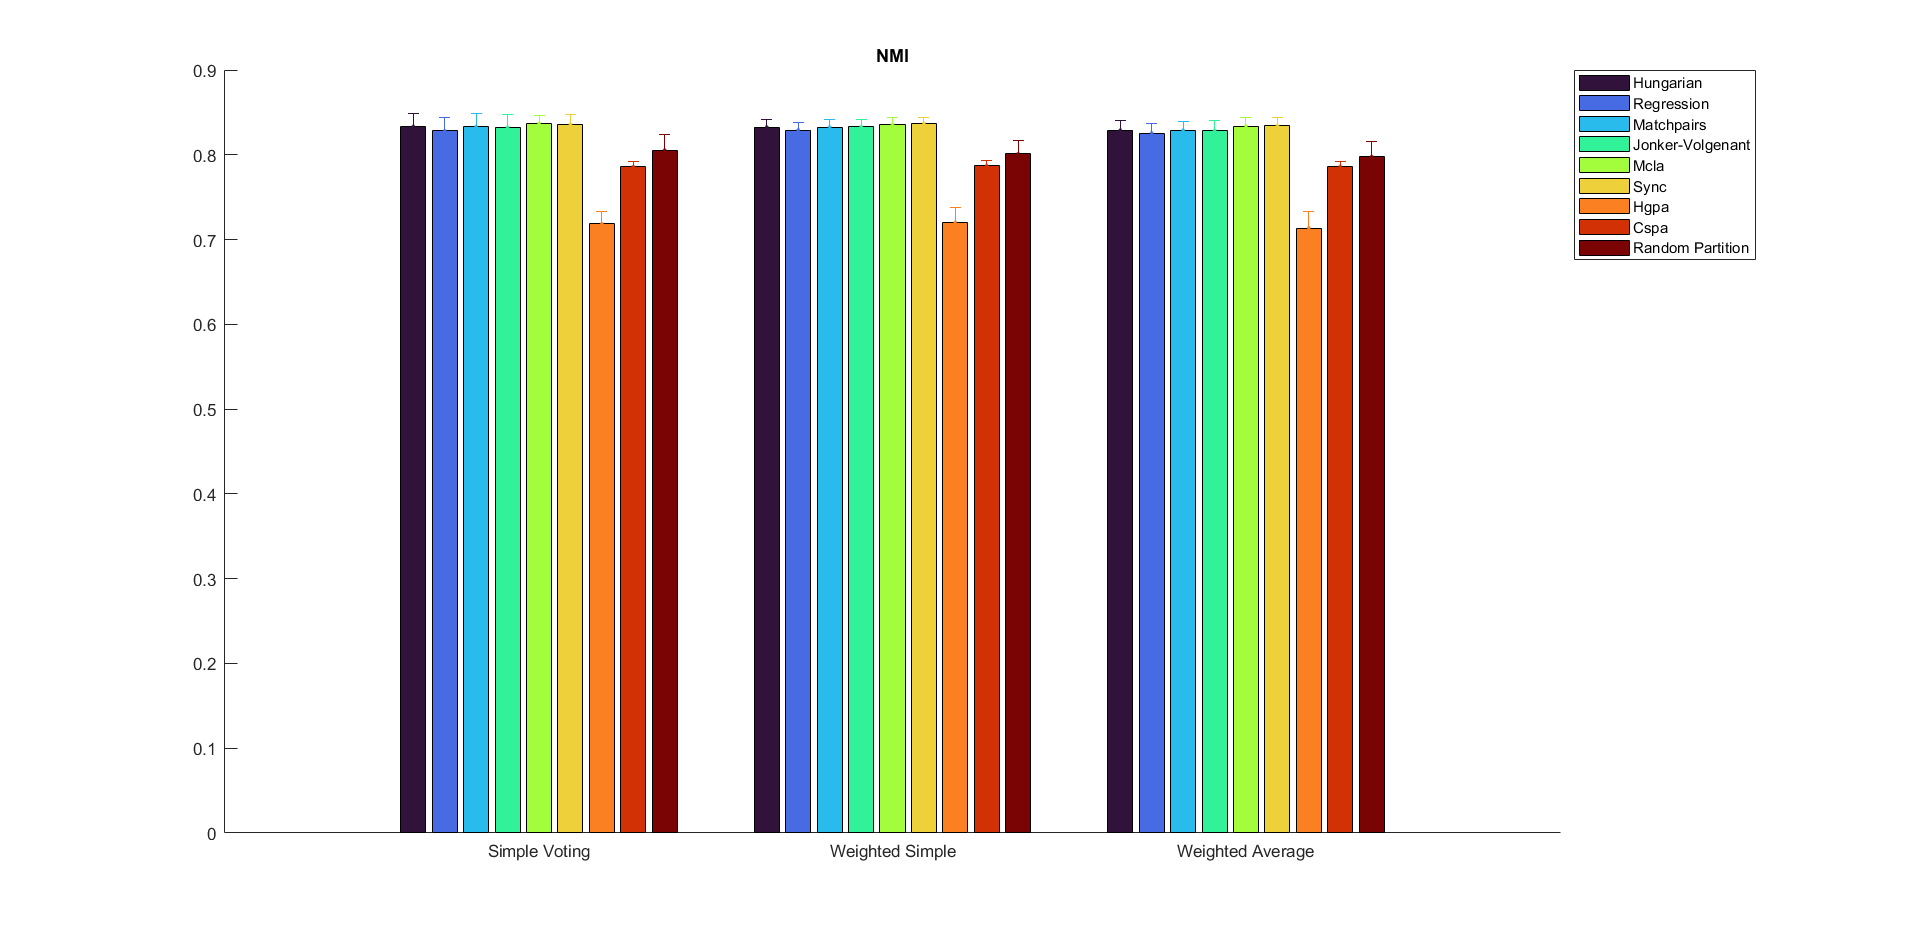 NMI
0.9
0.8
0.7
0.6
0.5
0.4
0.3
0.2
0.1
0
Simple Voting
Weighted Simple
Weighted Average
Hungarian
Regression
Matchpairs
Jonker-Volgenant
Mcla
Sync
Hgpa
Cspa
Random Partition